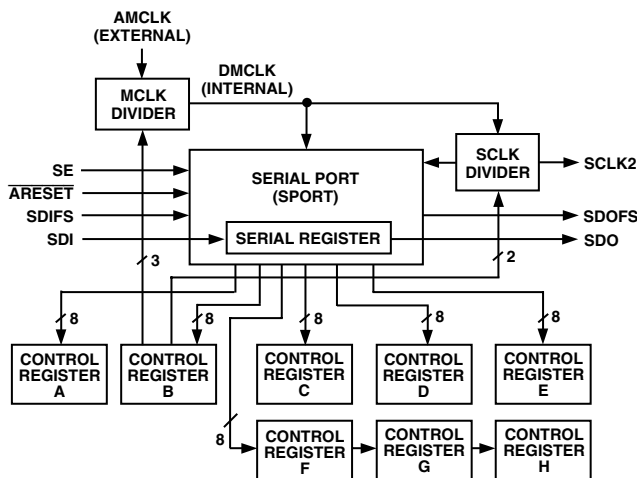 AMCLK
(EXTERNAL)
DMCLK
(INTERNAL)
MCLK
DIVIDER
SCLK
DIVIDER
SCLK2
SE
ARESET
SDIFS
SDI
SERIAL PORT
(SPORT)
SERIAL REGISTER
SDOFS
SDO
3
2
8
8
8
8
8
CONTROL
REGISTER
A
CONTROL
REGISTER
B
CONTROL
REGISTER
C
CONTROL
REGISTER
D
CONTROL
REGISTER
E
8
CONTROL
REGISTER
F
CONTROL
REGISTER
G
CONTROL
REGISTER
H